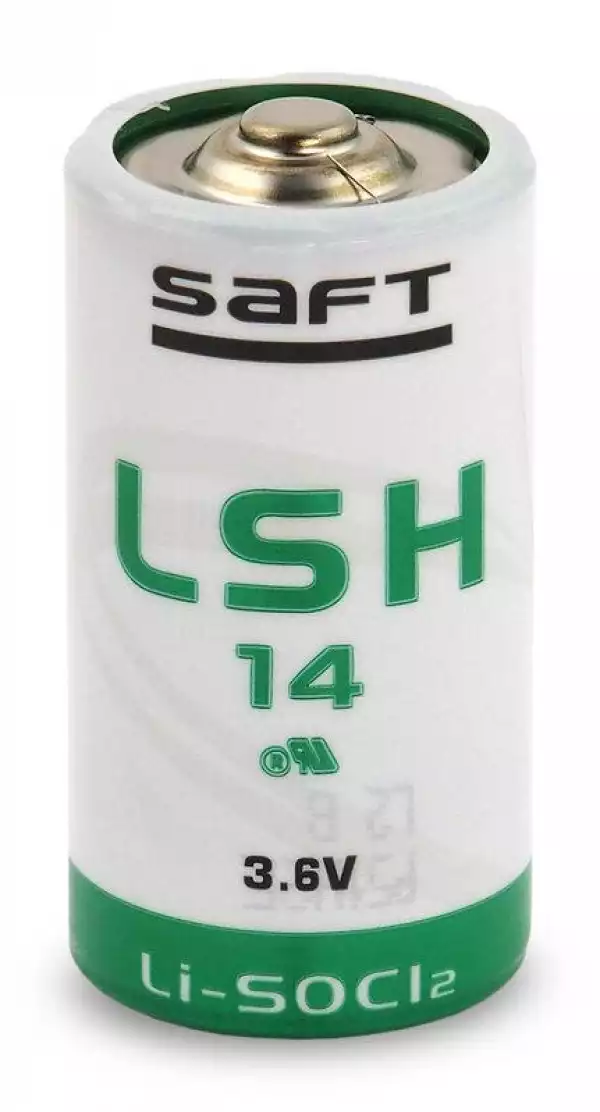 SAFT
LSH
14
3.6V
Li-SOCl2